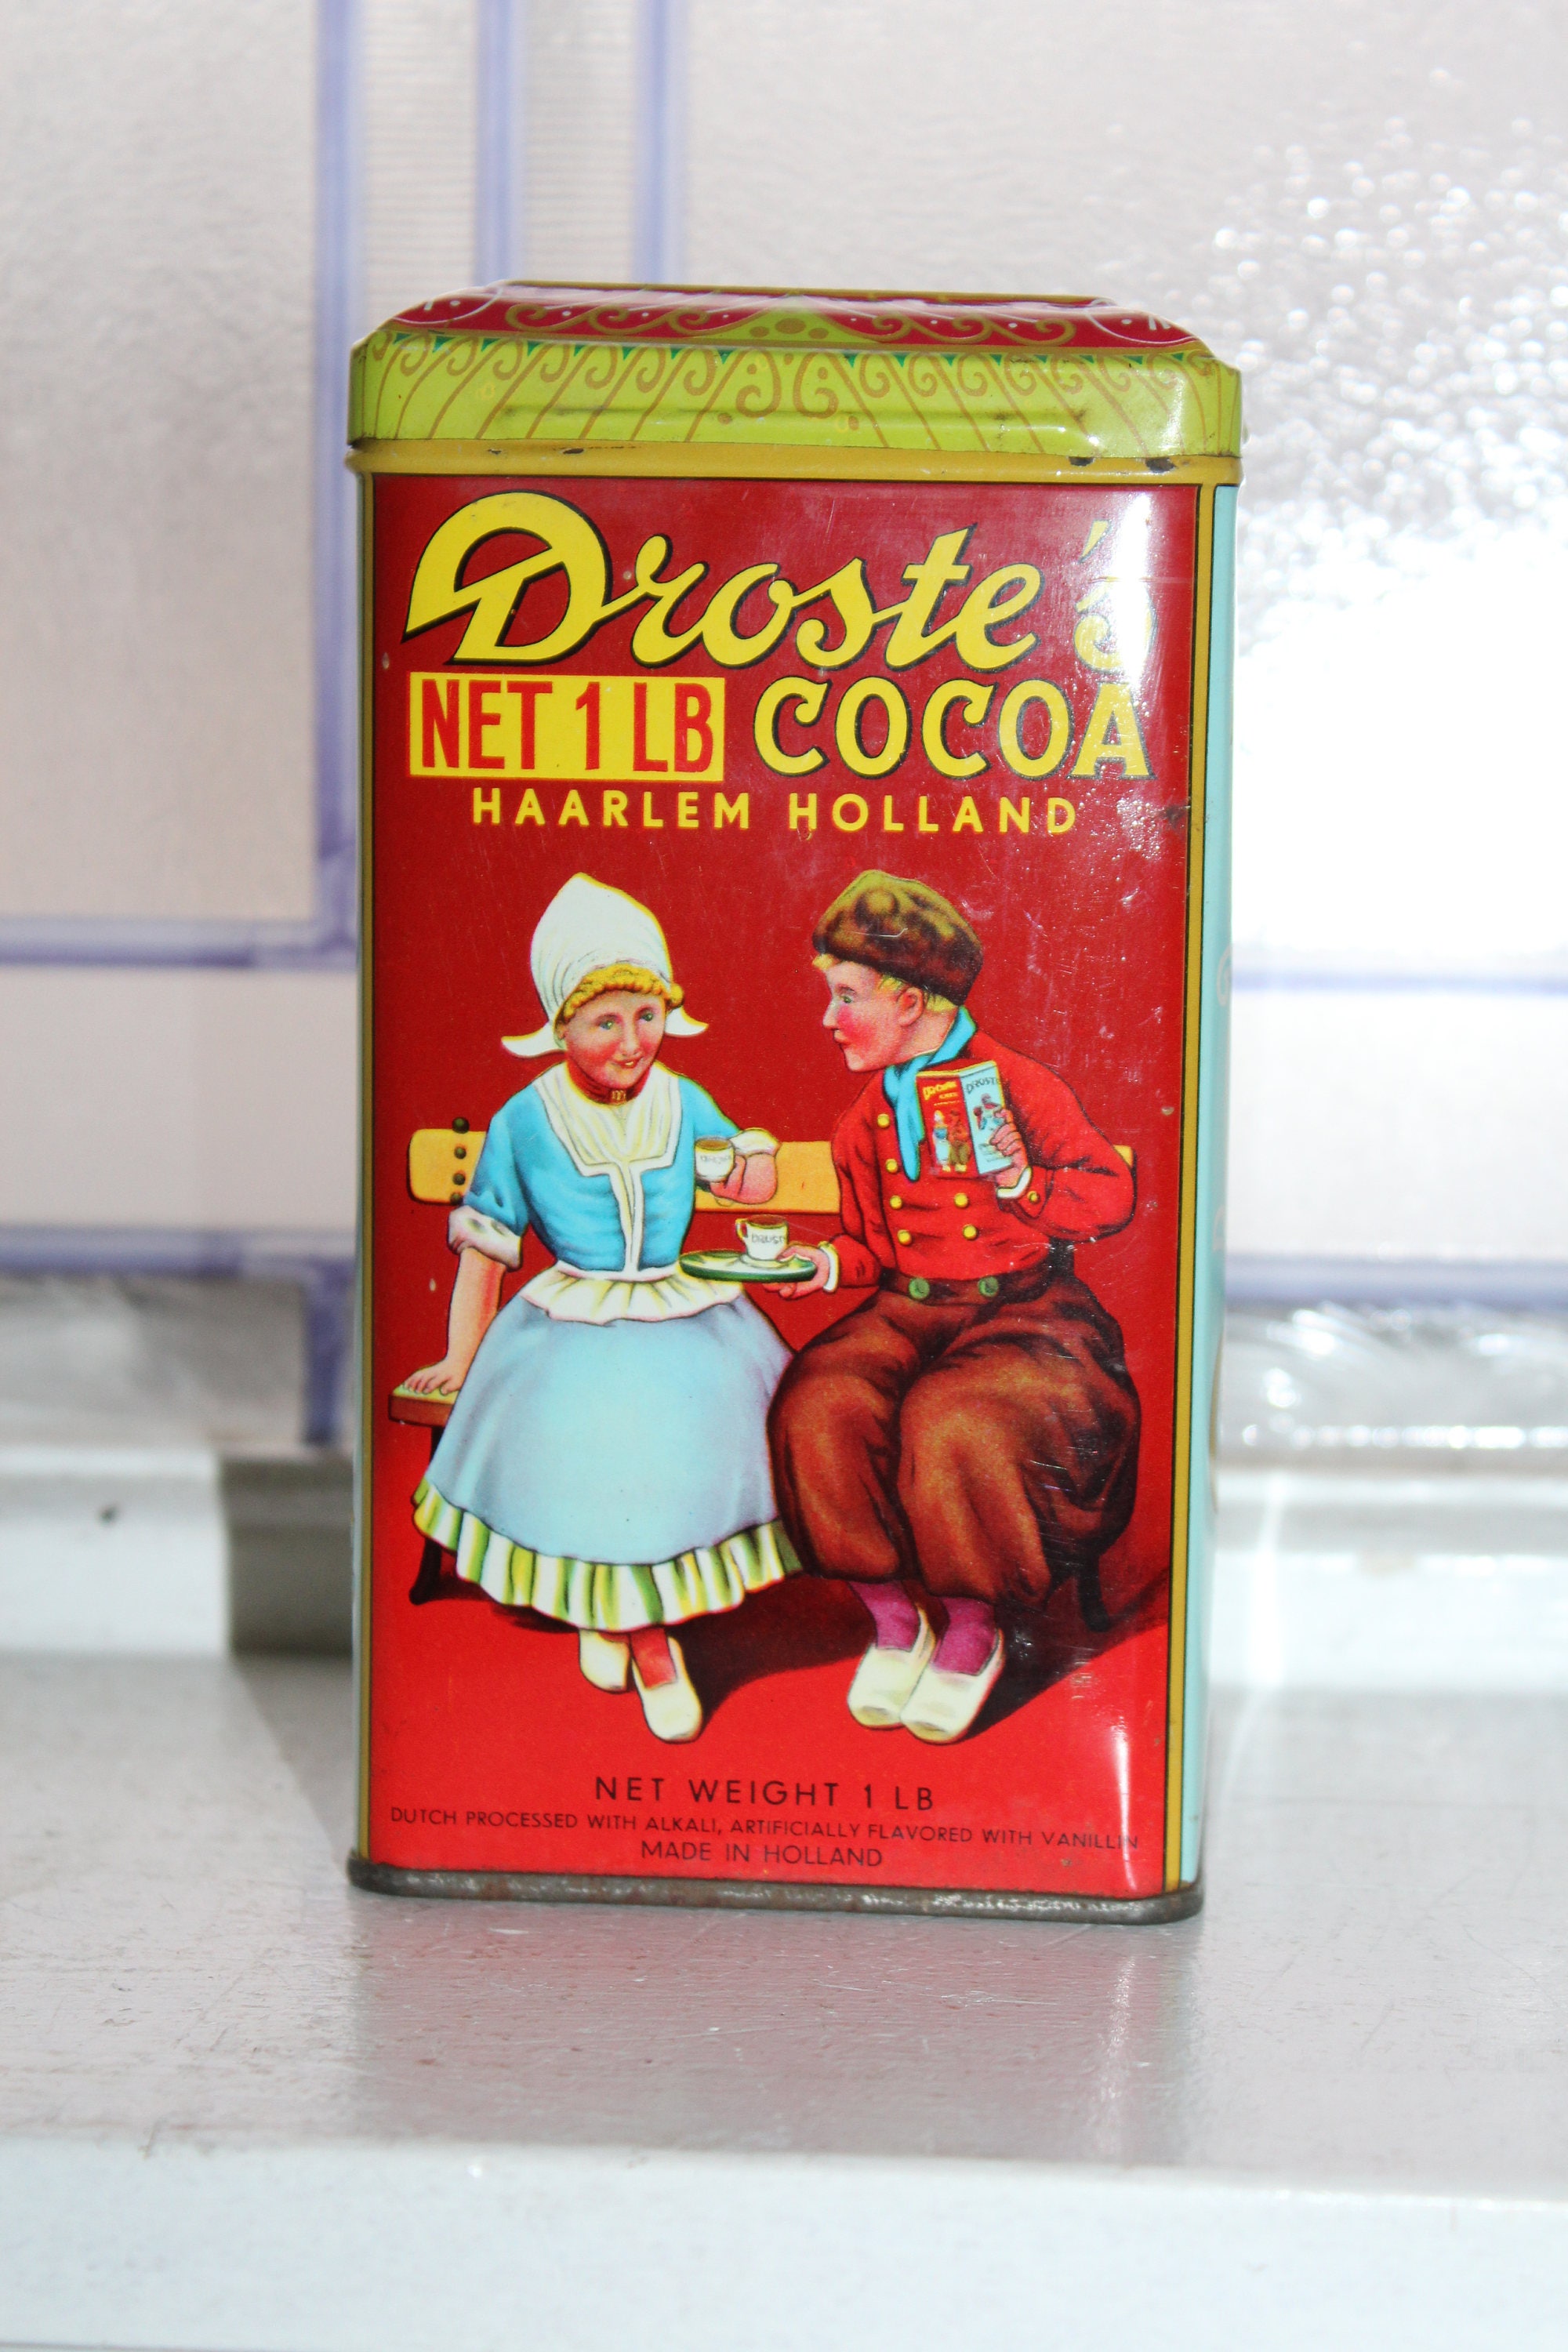 Droste's
NET 1 LB COCOA
HAARLEM HOLLAND
DROSTE
NET WEIGHT 1 LB
DUTCH PROCESSED WITH ALKALI, ARTIFICIALLY FLAVORED WITH VANILLIN
MADE IN HOLLAND